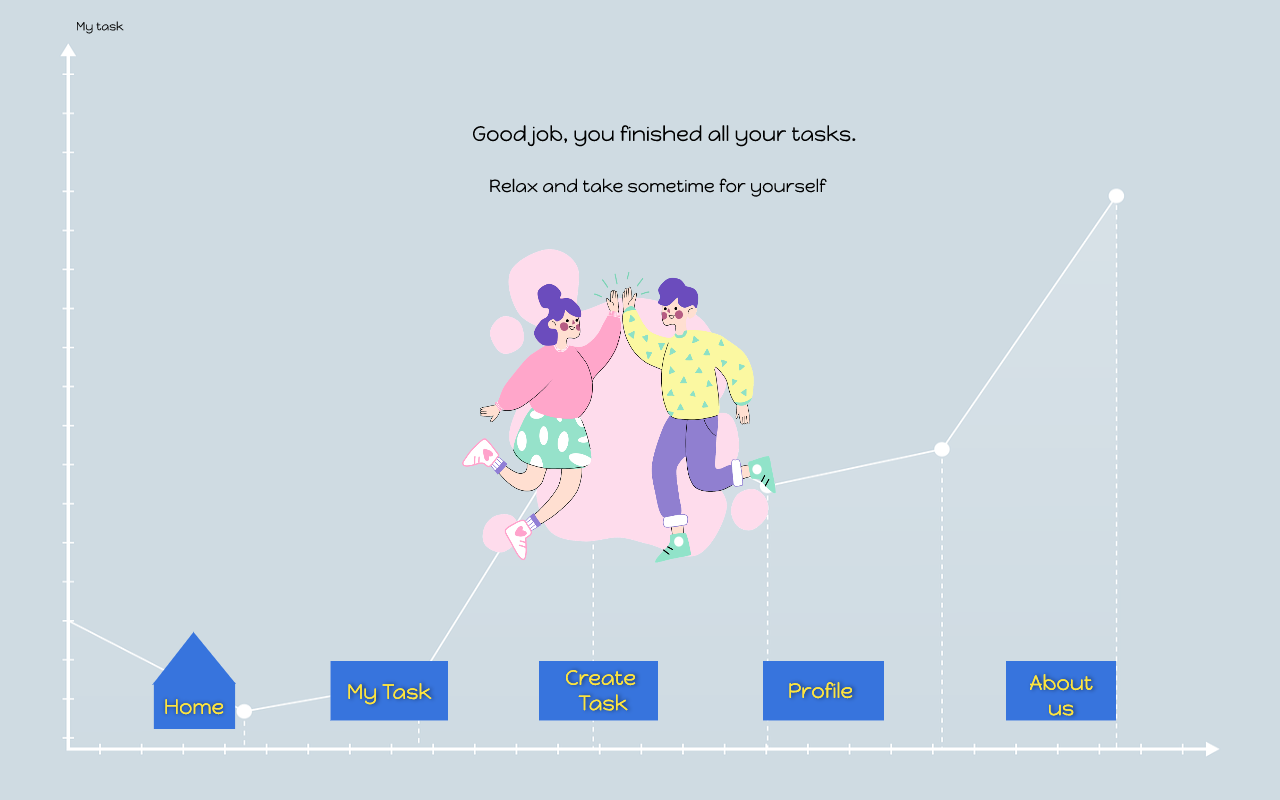 My task
Good job, you finished all your tasks.
Relax and take sometime for yourself
Home
My Task
Create
Task
Profile
About
us